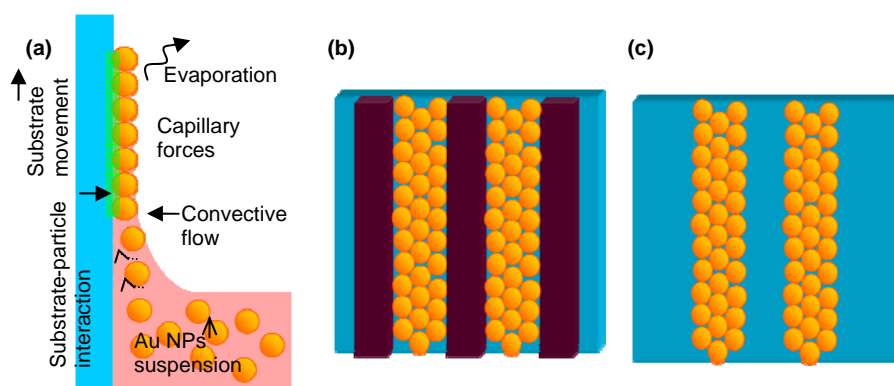 (a)
Evaporation
Substrate
movement
Capillary
forces
Convective
flow
Substrate-particle
interaction
Au NPs
suspension
(b)
(c)